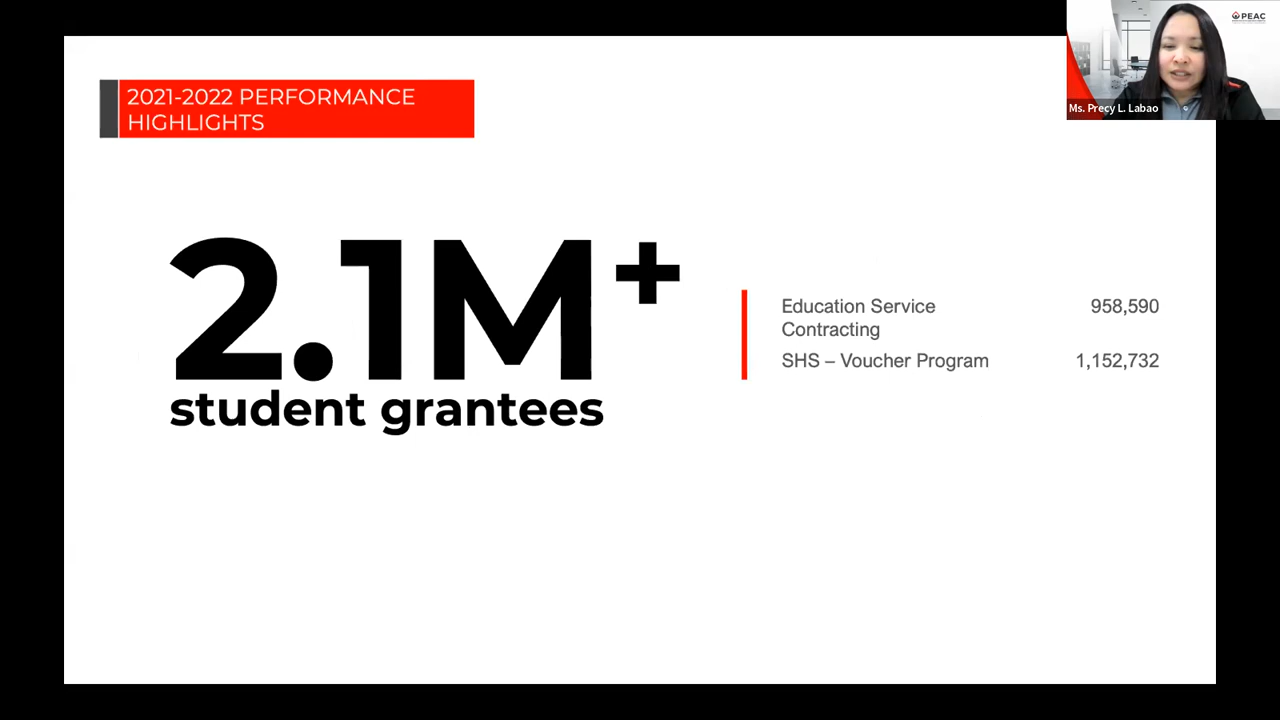 PEAC
Ms. Precy L. Labao
2021-2022 PERFORMANCE
HIGHLIGHTS
2.1M+
student grantees
Education Service
Contracting
958,590
SHS – Voucher Program
1,152,732